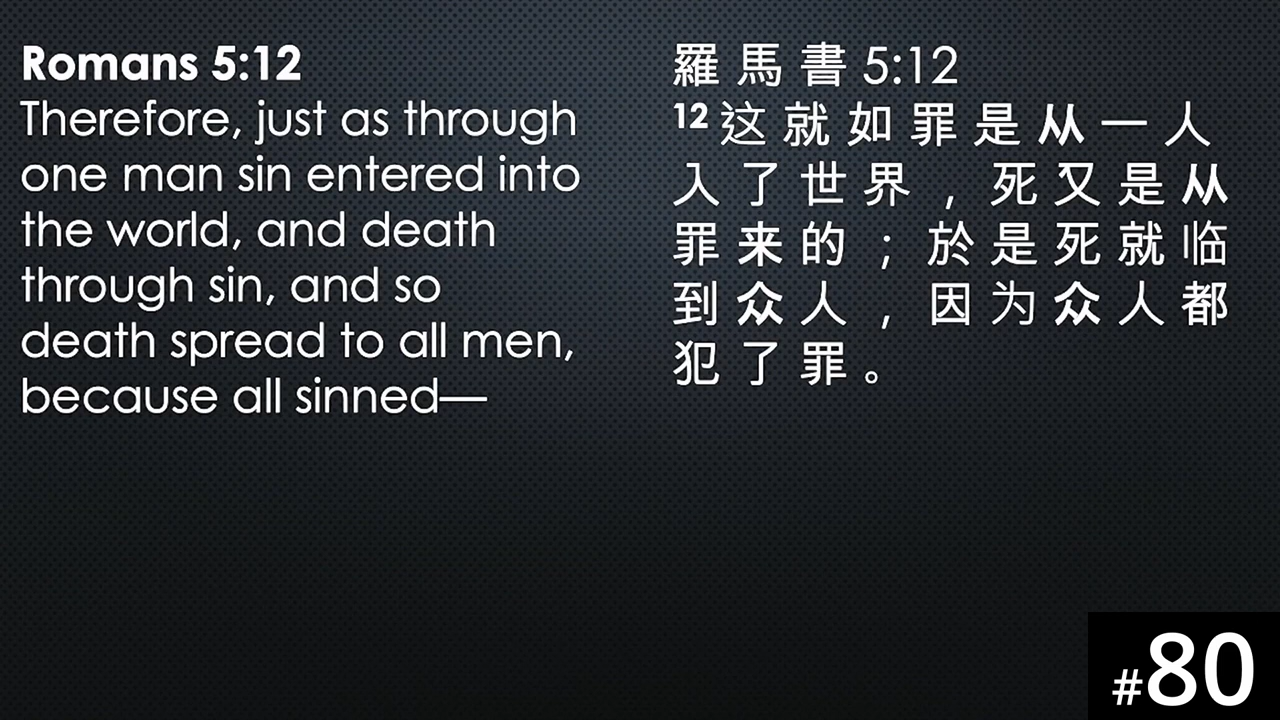 Romans 5:12
Therefore, just as through
one man sin entered into
the world, and death
through sin, and so
death spread to all men,
because all sinned—
羅馬書 5:12
12 这就如罪是从一人
入了世界，死又是从
罪来的；於是死就临
到众人，因为众人都
犯了罪。
#80